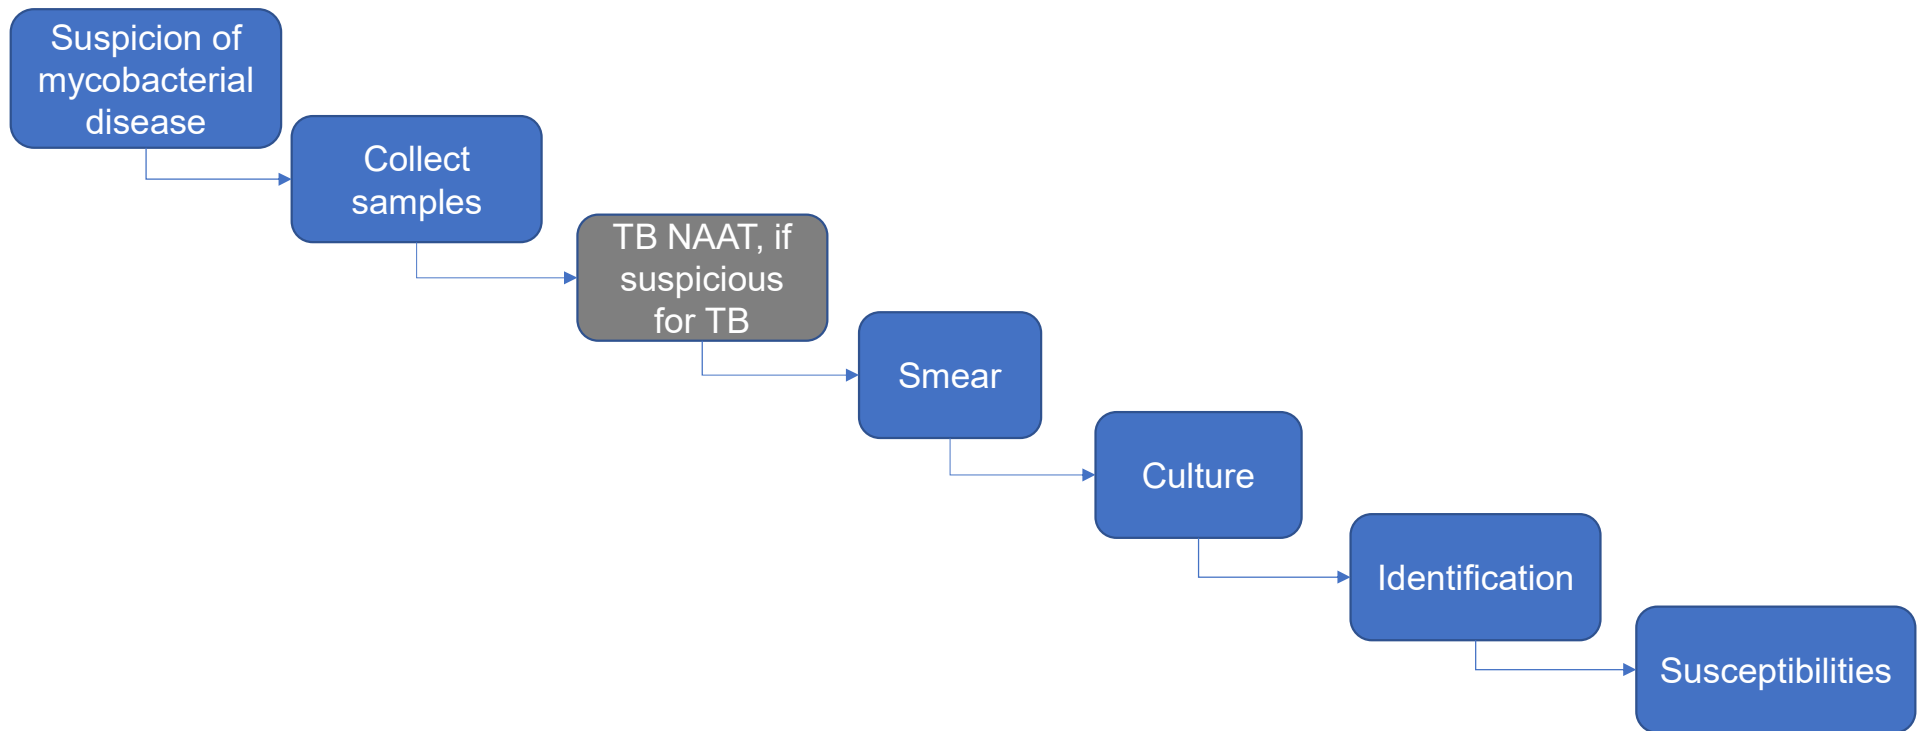 Suspicion of
mycobacterial
disease
Collect
samples
TB NAAT, if
suspicious
for TB
Smear
Culture
Identification
Susceptibilities